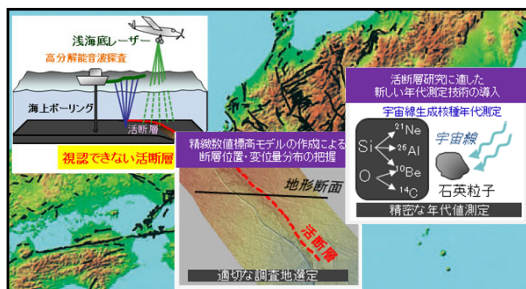 浅海底レーザー
高分解能音波探査
海上ボーリング
活断層
視認できない活断層
精緻数値標高モデルの作成による
断層位置・変位量分布の把握
地形断面
活断層
適切な調査地選定
活断層研究に適した
新しい年代測定技術の導入
宇宙線生成核種年代測定
Si
O
21Ne
26Al
10Be
14C
宇宙線
石英粒子
精密な年代値測定